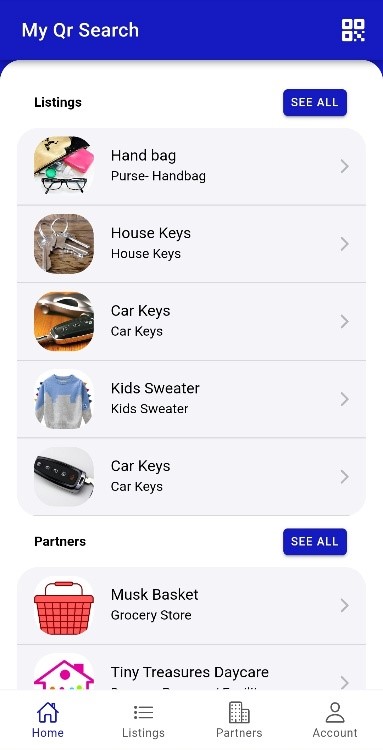 My Qr Search
Listings
SEE ALL
Hand bag
Purse- Handbag
House Keys
House Keys
Car Keys
Car Keys
Kids Sweater
Kids Sweater
Car Keys
Car Keys
Partners
SEE ALL
Musk Basket
Grocery Store
Tiny Treasures Daycare
Home
Listings
Partners
Account